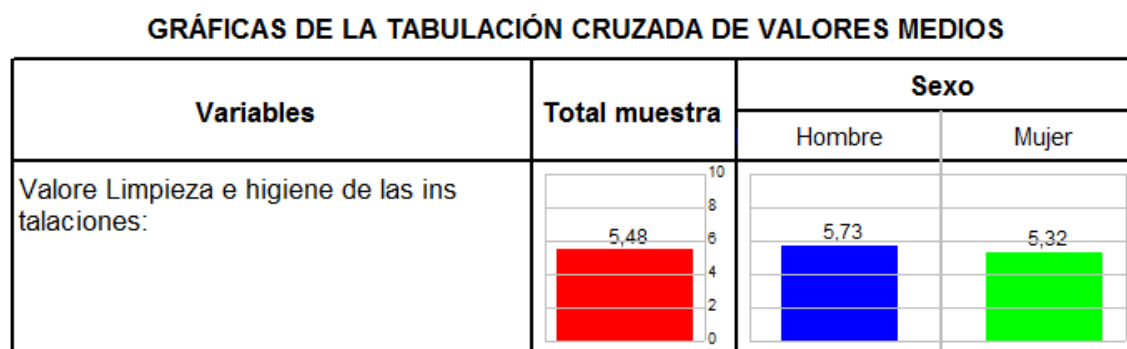 GRÁFICAS DE LA TABULACIÓN CRUZADA DE VALORES MEDIOS
Variables
Total muestra
Sexo
Hombre
Mujer
Valore Limpieza e higiene de las ins
talaciones:
10
8
6
4
2
0
5,48
5,73
5,32